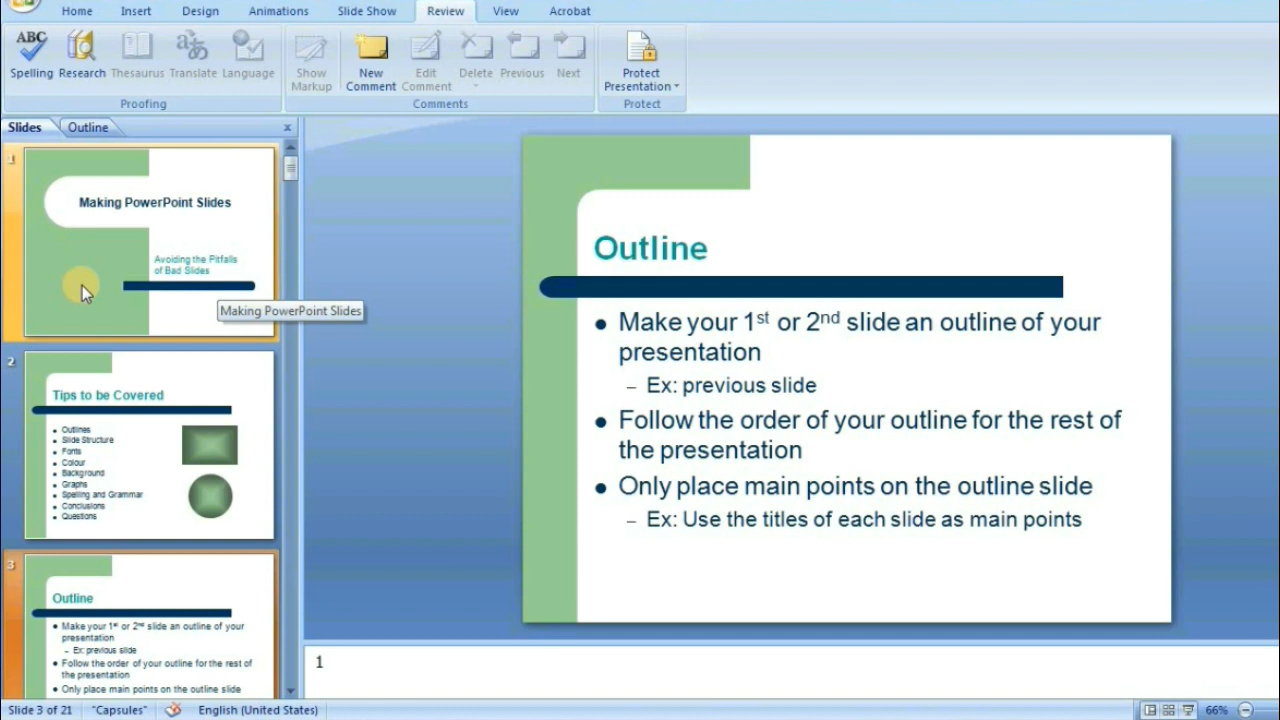 Home Insert Design Animations Slide Show Review View Acrobat
ABC
Spelling Research Thesaurus Translate Language
Show Markup
New Comment
Edit Comment
Delete Previous Next
Protect Presentation
Proofing Comments Protect
Slides Outline
1
Making PowerPoint Slides
Avoiding the Pitfalls
of Bad Slides
Making PowerPoint Slides
2
Tips to be Covered
Outlines
Slide Structure
Fonts
Colour
Background
Graphs
Spelling and Grammar
Conclusions
Questions
3
Outline
Make your 1st or 2nd slide an outline of your
presentation
– Ex: previous slide
Follow the order of your outline for the rest of
the presentation
Only place main points on the outline slide
Outline
• Make your 1st or 2nd slide an outline of your
presentation
– Ex: previous slide
• Follow the order of your outline for the rest of
the presentation
• Only place main points on the outline slide
– Ex: Use the titles of each slide as main points
1
Slide 3 of 21 "Capsules" English (United States) 66%